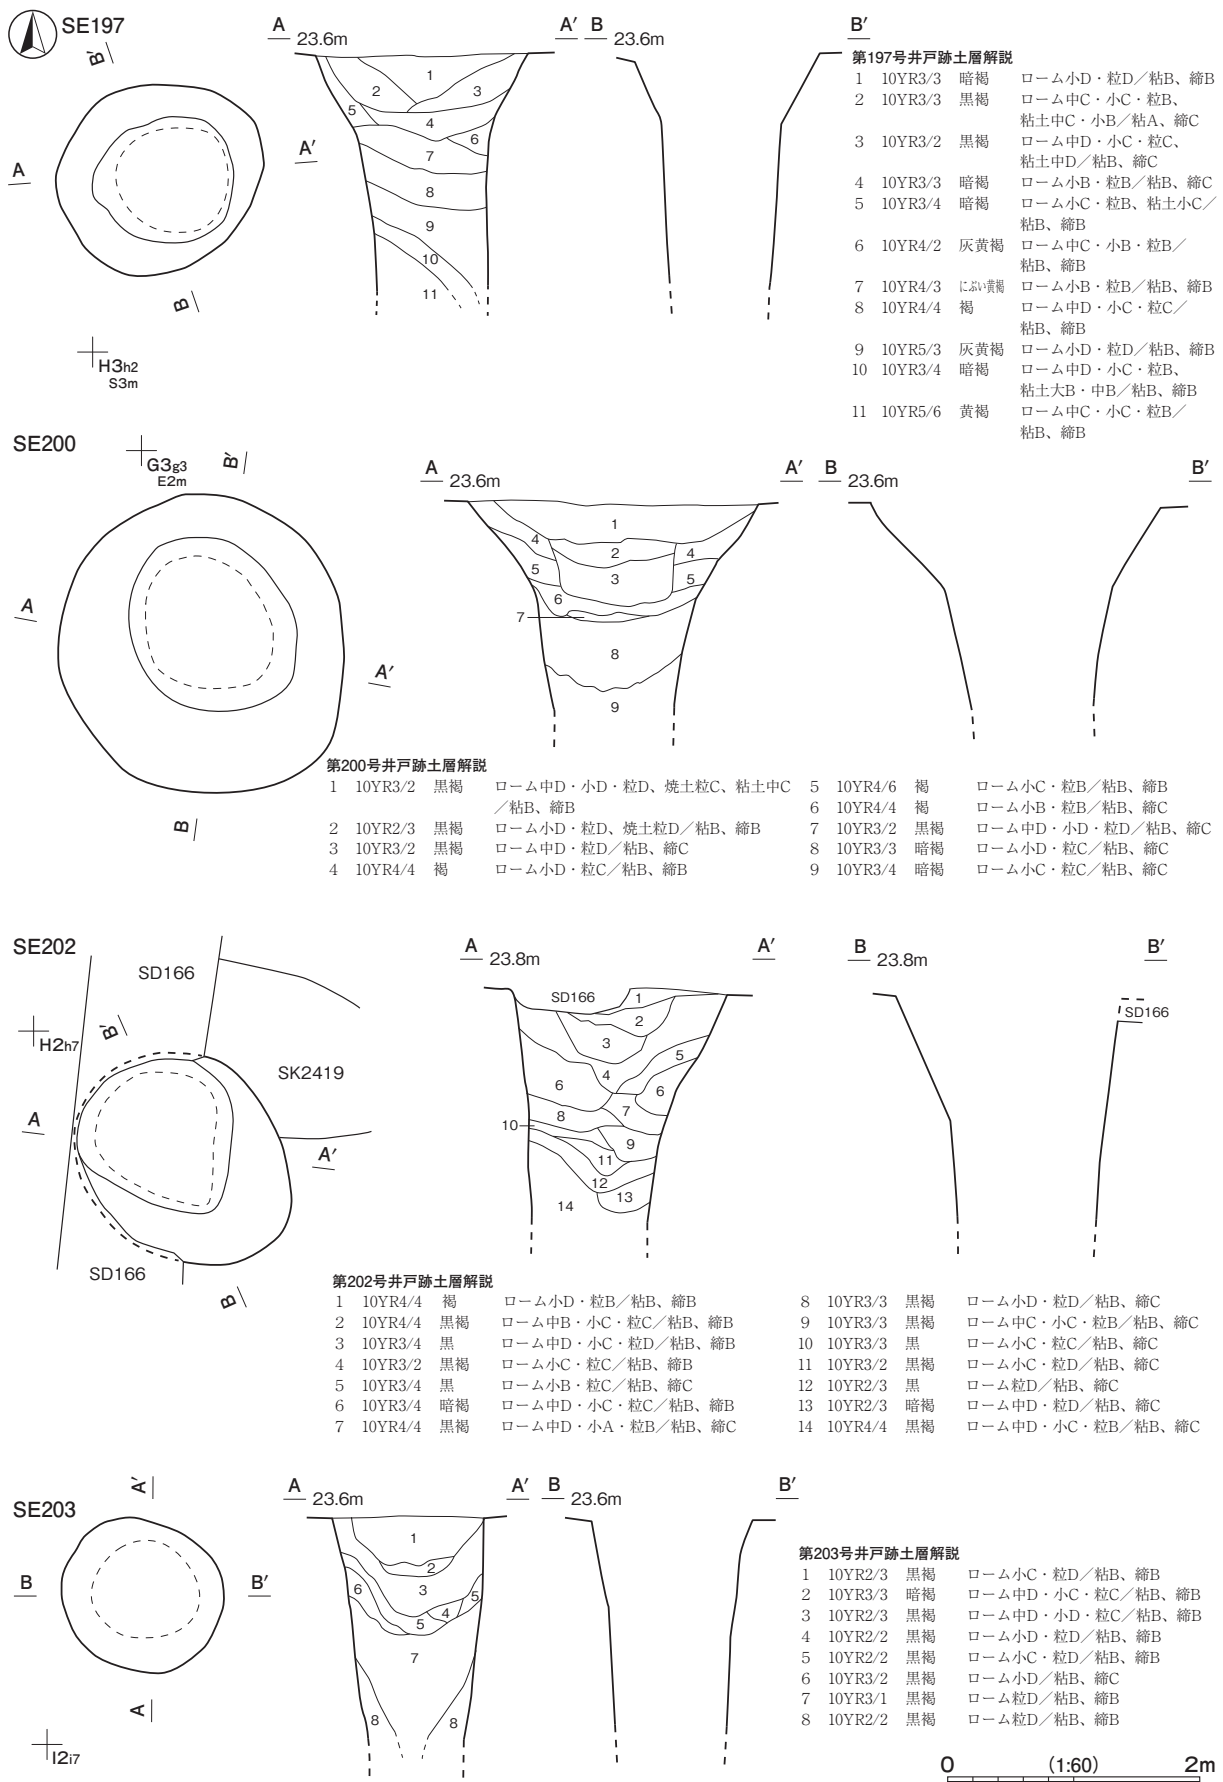 SE197
B′
A
A′
B
H3h2
S3m
A 23.6m A′
1
2
3
4
5
6
7
8
9
10
11
B 23.6m B′
第197号井戸跡土層解説
1 10YR3/3 暗褐 ローム小D・粒D／粘B、締B
2 10YR3/3 黒褐 ローム中C・小C・粒B、
粘土中C・小B／粘A、締C
3 10YR3/2 黒褐 ローム中D・小C・粒C、
粘土中D／粘B、締C
4 10YR3/3 暗褐 ローム小B・粒B／粘B、締C
5 10YR3/4 暗褐 ローム小C・粒B、粘土小C／
粘B、締B
6 10YR4/2 灰黄褐 ローム中C・小B・粒B／
粘B、締B
7 10YR4/3 にぶい黄褐 ローム小B・粒B／粘B、締B
8 10YR4/4 褐 ローム中D・小C・粒C／
粘B、締B
9 10YR5/3 灰黄褐 ローム小D・粒D／粘B、締B
10 10YR3/4 暗褐 ローム中D・小C・粒B、
粘土大B・中B／粘B、締B
11 10YR5/6 黄褐 ローム中C・小C・粒B／
粘B、締B
SE200
G3g3
E2m
B′
A
A′
B
A 23.6m A′
1
4
2
4
5
3
5
6
7
8
9
B 23.6m B′
第200号井戸跡土層解説
1 10YR3/2 黒褐 ローム中D・小D・粒D、焼土粒C、粘土中C
／粘B、締B
2 10YR2/3 黒褐 ローム小D・粒D、焼土粒D／粘B、締B
3 10YR3/2 黒褐 ローム中D・粒D／粘B、締C
4 10YR4/4 褐 ローム小D・粒C／粘B、締B
5 10YR4/6 褐 ローム小C・粒B／粘B、締B
6 10YR4/4 褐 ローム小B・粒B／粘B、締C
7 10YR3/2 黒褐 ローム中D・小D・粒D／粘B、締C
8 10YR3/3 暗褐 ローム小D・粒C／粘B、締C
9 10YR3/4 暗褐 ローム小C・粒C／粘B、締C
SE202
SD166
H2h7
B′
SK2419
A
A′
SD166
B
A 23.8m A′
SD166
1
2
3
5
4
6
6
7
8
10
9
11
12
13
14
B 23.8m B′
SD166
第202号井戸跡土層解説
1 10YR4/4 褐 ローム小D・粒B／粘B、締B
2 10YR4/4 黒褐 ローム中B・小C・粒C／粘B、締B
3 10YR3/4 黒 ローム中D・小C・粒D／粘B、締B
4 10YR3/2 黒褐 ローム小C・粒C／粘B、締B
5 10YR3/4 黒 ローム小B・粒C／粘B、締C
6 10YR3/4 暗褐 ローム中D・小C・粒C／粘B、締B
7 10YR4/4 黒褐 ローム中D・小A・粒B／粘B、締C
8 10YR3/3 黒褐 ローム小D・粒D／粘B、締C
9 10YR3/3 黒褐 ローム中C・小C・粒B／粘B、締C
10 10YR3/3 黒 ローム小C・粒C／粘B、締C
11 10YR3/2 黒褐 ローム小C・粒D／粘B、締C
12 10YR2/3 黒 ローム粒D／粘B、締C
13 10YR2/3 暗褐 ローム中D・粒D／粘B、締C
14 10YR4/4 黒褐 ローム中D・小C・粒B／粘B、締C
SE203
A′
B
B′
A
I2i7
A 23.6m A′
1
2
3
6
5
4
5
7
8
8
B 23.6m B′
第203号井戸跡土層解説
1 10YR2/3 黒褐 ローム小C・粒D／粘B、締B
2 10YR3/3 暗褐 ローム中D・小C・粒C／粘B、締B
3 10YR2/3 黒褐 ローム中D・小D・粒C／粘B、締B
4 10YR2/2 黒褐 ローム小D・粒D／粘B、締B
5 10YR2/2 黒褐 ローム小C・粒D／粘B、締B
6 10YR3/2 黒褐 ローム小D／粘B、締C
7 10YR3/1 黒褐 ローム粒D／粘B、締B
8 10YR2/2 黒褐 ローム粒D／粘B、締B
0 (1:60) 2m